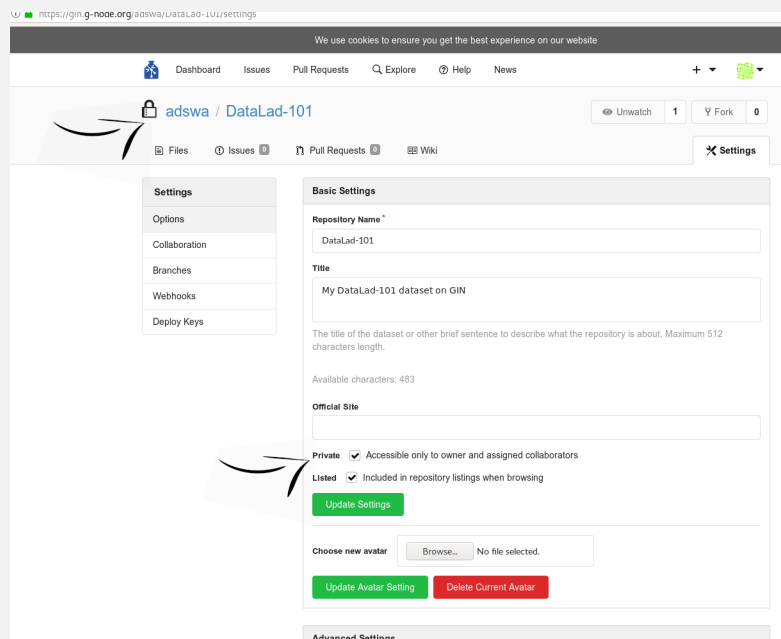 https://gin.g-node.org/adswa/DataLad-101/settings
We use cookies to ensure you get the best experience on our website
Dashboard Issues Pull Requests Explore Help News
adswa / DataLad-101
Unwatch 1 Fork 0
Files Issues 0 Pull Requests 0 Wiki Settings
Settings
Options
Collaboration
Branches
Webhooks
Deploy Keys
Basic Settings
Repository Name *
DataLad-101
Title
My DataLad-101 dataset on GIN
The title of the dataset or other brief sentence to describe what the repository is about. Maximum 512
characters length.
Available characters: 483
Official Site
Private Accessible only to owner and assigned collaborators
Listed Included in repository listings when browsing
Update Settings
Choose new avatar Browse... No file selected.
Update Avatar Setting Delete Current Avatar
Advanced Settings